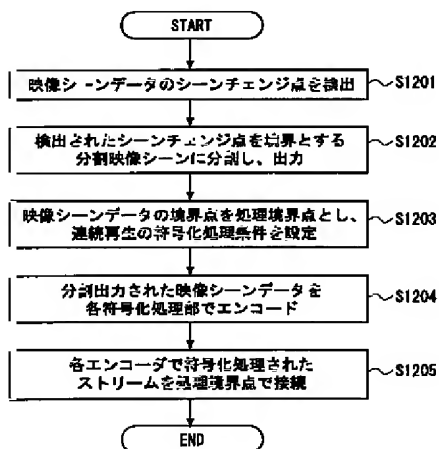 START
映像シーンデータのシーンチェンジ点を検出
S1201
検出されたシーンチェンジ点を境界とする
分割映像シーンに分割し、出力
S1202
映像シーンデータの境界点を処理境界点とし、
連続再生の符号化処理条件を設定
S1203
分割出力された映像シーンデータを
各符号化処理部でエンコード
S1204
各エンコーダで符号化処理された
ストリームを処理境界点で接続
S1205
END